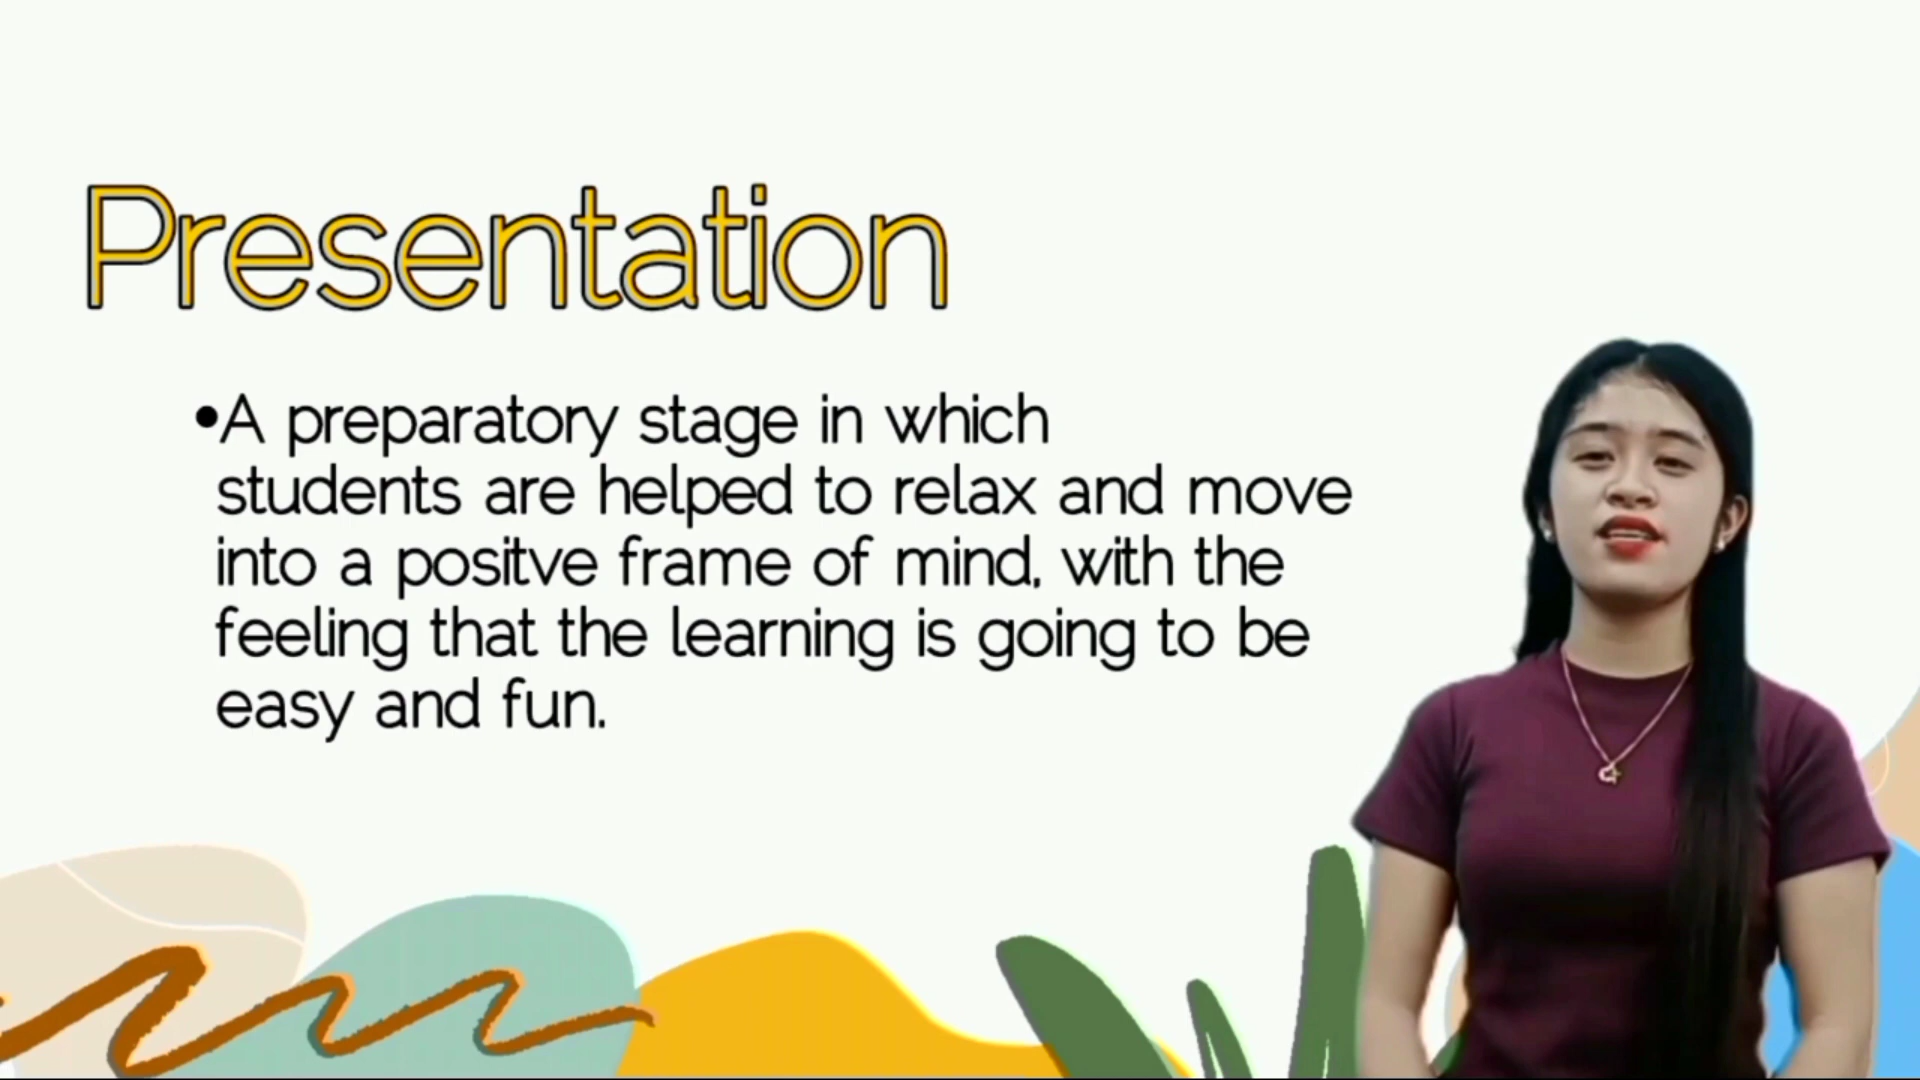 Presentation
•A preparatory stage in which
students are helped to relax and move
into a positve frame of mind, with the
feeling that the learning is going to be
easy and fun.